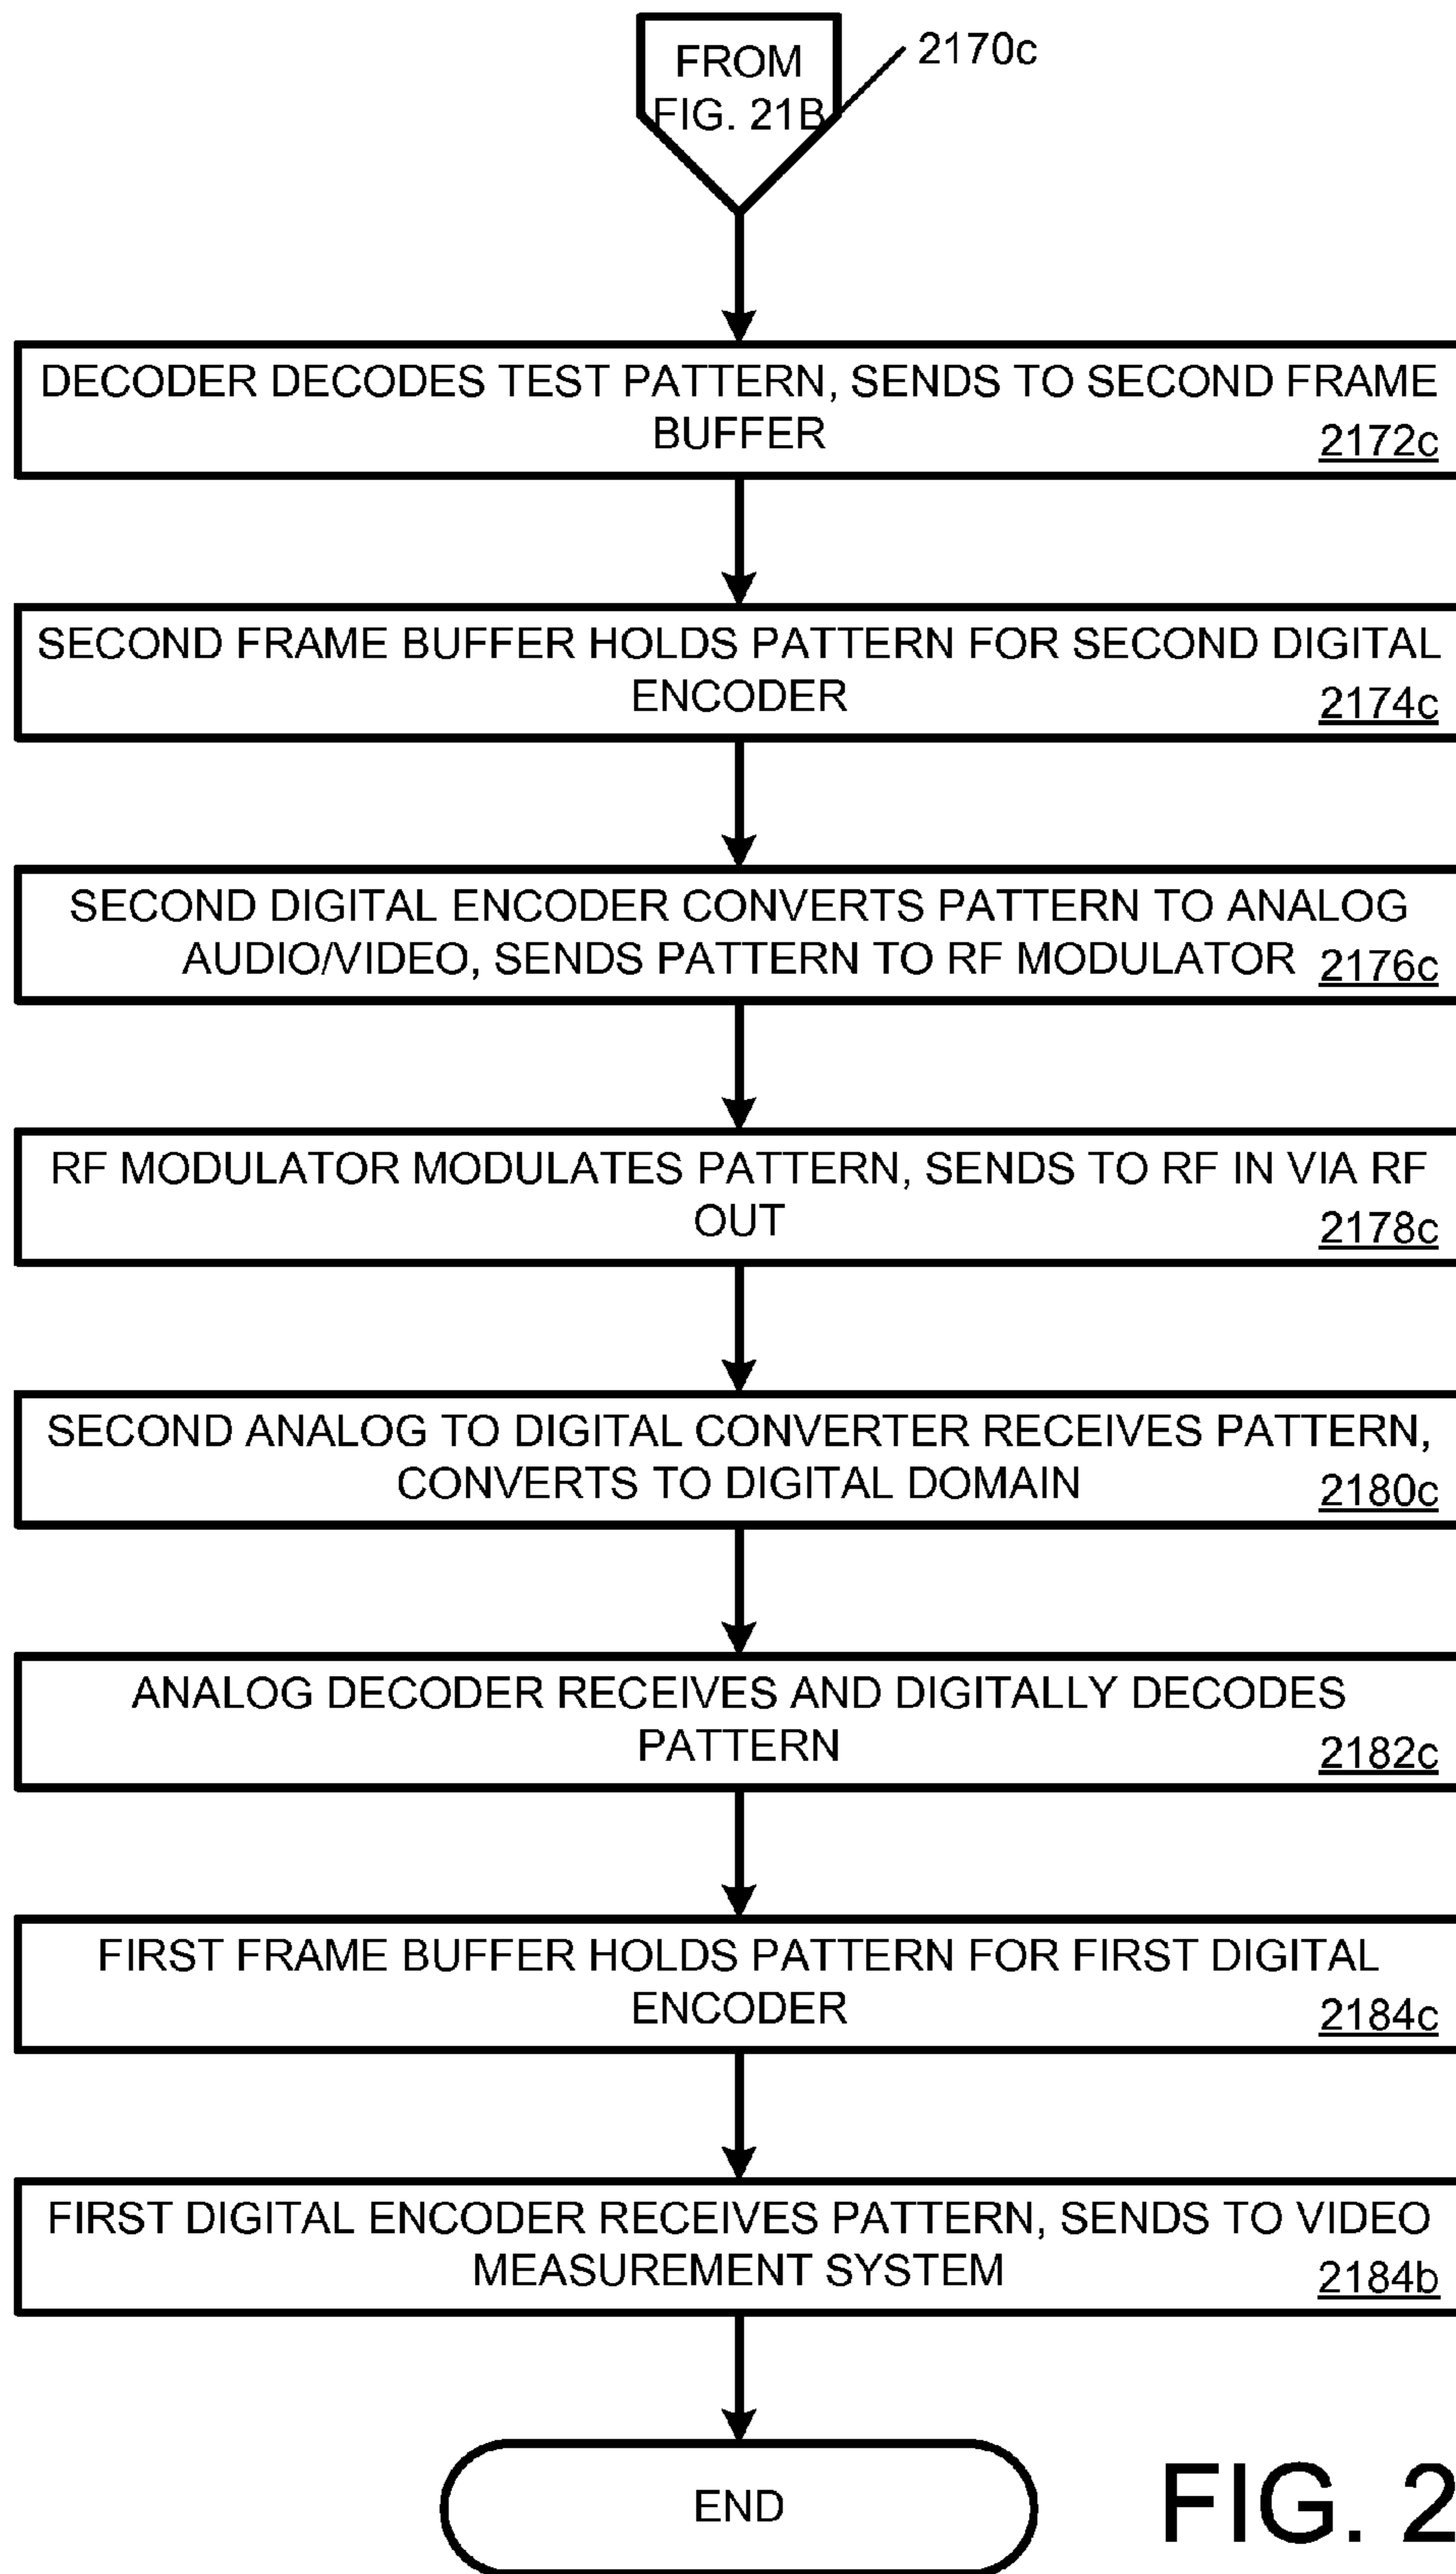 FROM
FIG. 21B
2170c
DECODER DECODES TEST PATTERN, SENDS TO SECOND FRAME
BUFFER
2172c
SECOND FRAME BUFFER HOLDS PATTERN FOR SECOND DIGITAL
ENCODER
2174c
SECOND DIGITAL ENCODER CONVERTS PATTERN TO ANALOG
AUDIO/VIDEO, SENDS PATTERN TO RF MODULATOR
2176c
RF MODULATOR MODULATES PATTERN, SENDS TO RF IN VIA RF
OUT
2178c
SECOND ANALOG TO DIGITAL CONVERTER RECEIVES PATTERN,
CONVERTS TO DIGITAL DOMAIN
2180c
ANALOG DECODER RECEIVES AND DIGITALLY DECODES
PATTERN
2182c
FIRST FRAME BUFFER HOLDS PATTERN FOR FIRST DIGITAL
ENCODER
2184c
FIRST DIGITAL ENCODER RECEIVES PATTERN, SENDS TO VIDEO
MEASUREMENT SYSTEM
2184b
END
FIG. 2